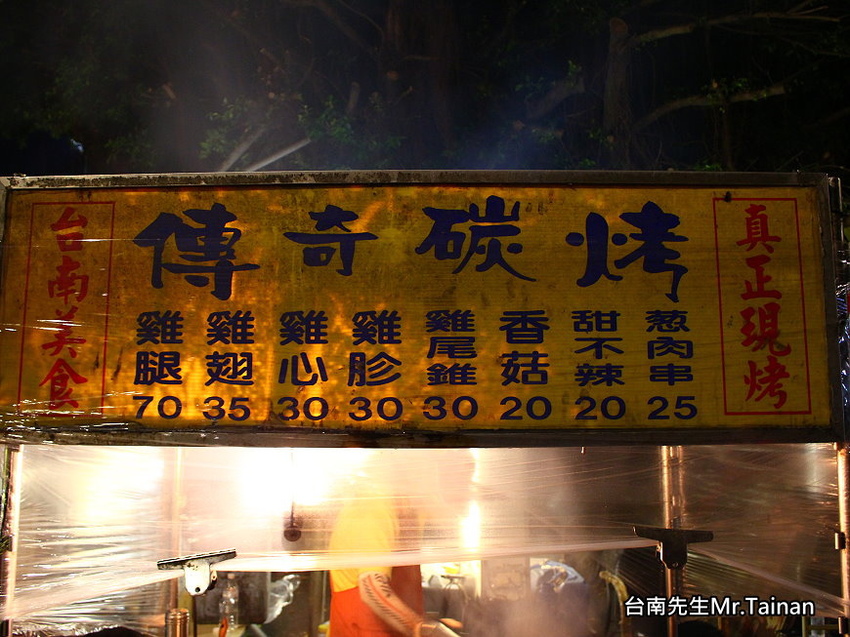 台南美食
傳奇碳烤
雞腿
70
雞翅
35
雞心
30
雞胗
30
雞尾錐
30
香菇
20
甜不辣
20
葱肉串
25
真正現烤
台南先生Mr.Tainan